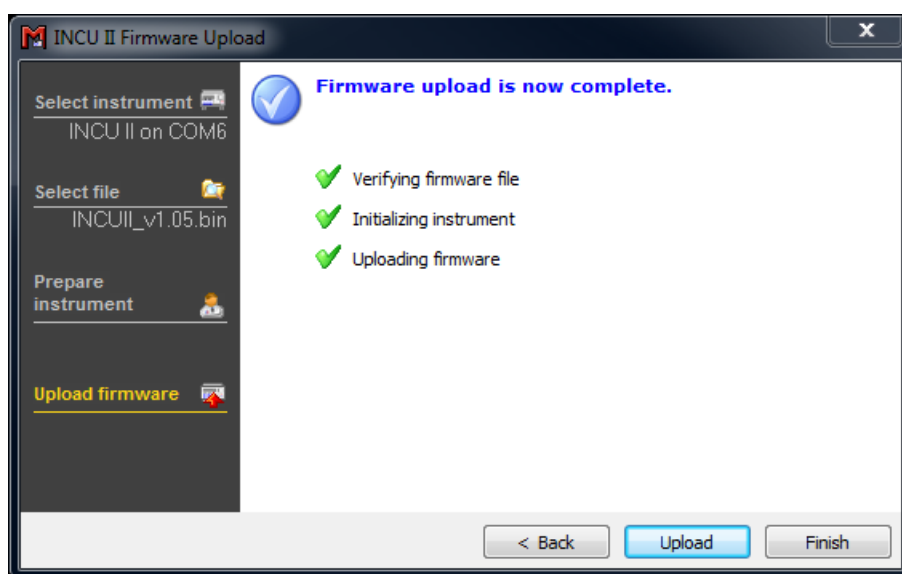 INCU II Firmware Upload
x
Select instrument
INCU II on COM6
Select file
INCUII_v1.05.bin
Prepare
instrument
Upload firmware
Firmware upload is now complete.
Verifying firmware file
Initializing instrument
Uploading firmware
< Back
Upload
Finish